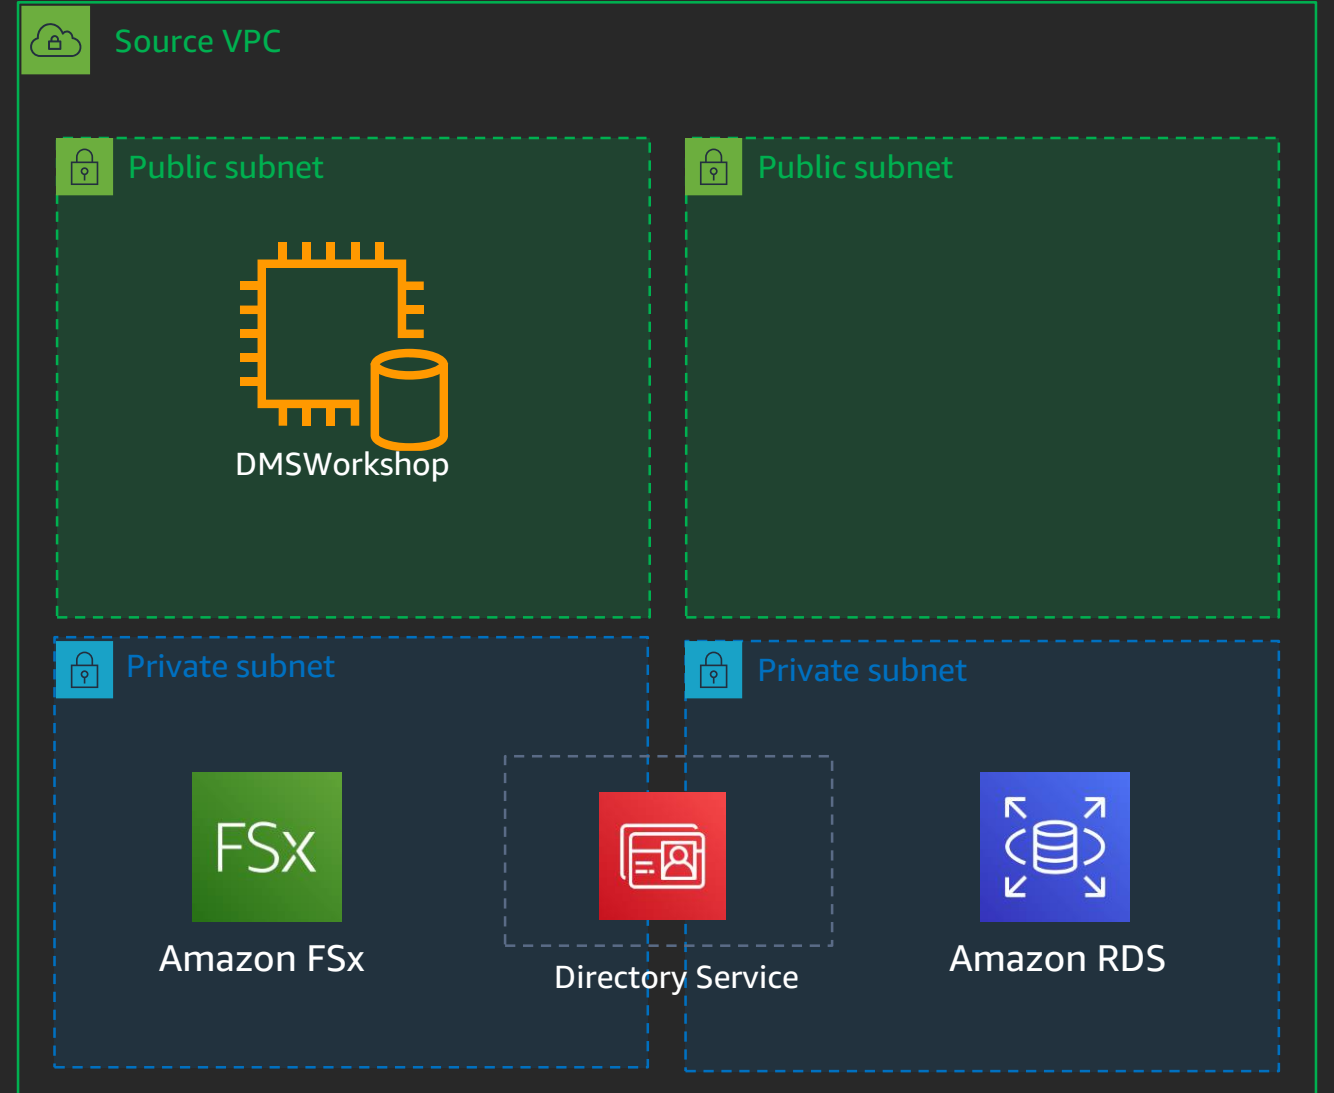 Source VPC
Public subnet
Public subnet
DMSWorkshop
Private subnet
Private subnet
FSx
Amazon FSx
Directory Service
Amazon RDS